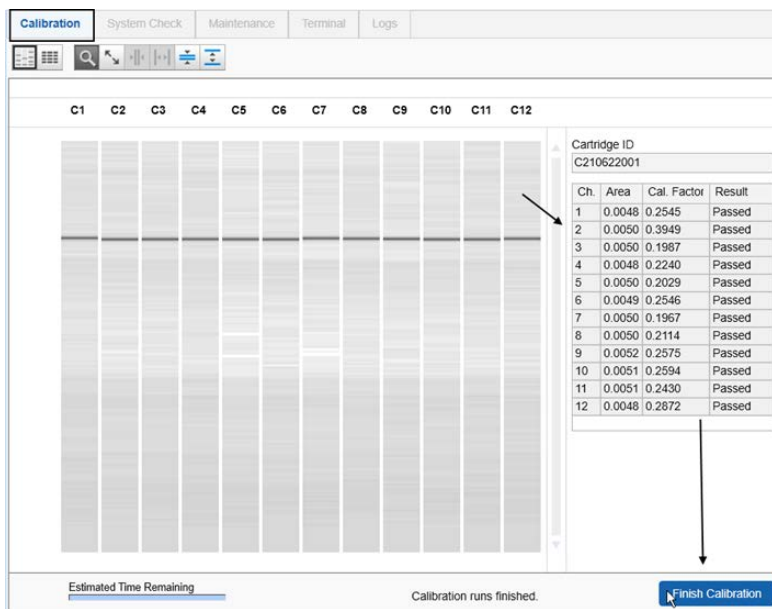 Calibration System Check Maintenance Terminal Logs
C1 C2 C3 C4 C5 C6 C7 C8 C9 C10 C11 C12
Cartridge ID
C210622001
Ch. Area Cal. Factor Result
1 0.0048 0.2545 Passed
2 0.0050 0.3949 Passed
3 0.0050 0.1987 Passed
4 0.0048 0.2240 Passed
5 0.0050 0.2029 Passed
6 0.0049 0.2546 Passed
7 0.0050 0.1967 Passed
8 0.0050 0.2114 Passed
9 0.0052 0.2575 Passed
10 0.0051 0.2594 Passed
11 0.0051 0.2430 Passed
12 0.0048 0.2872 Passed
Estimated Time Remaining
Calibration runs finished.
Finish Calibration